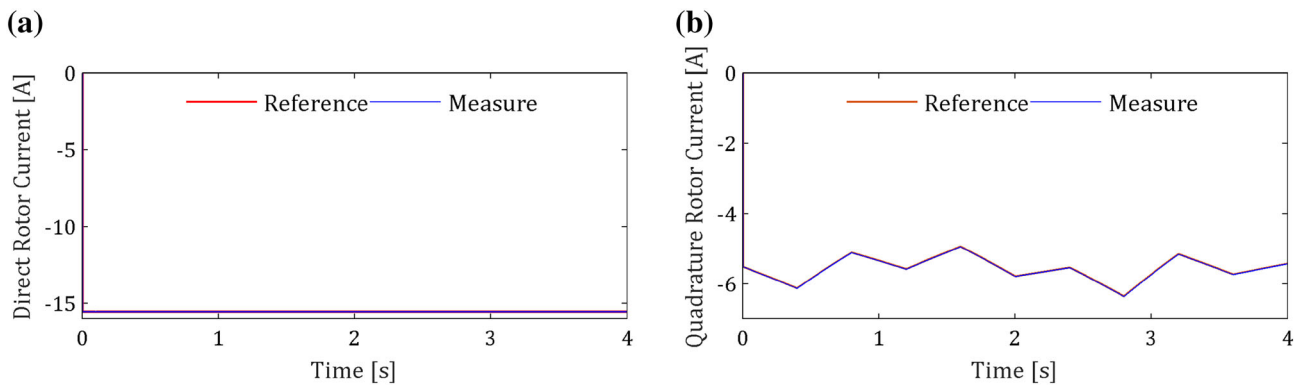 (a)
Direct Rotor Current [A]
0
-5
-10
-15
Reference
Measure
0 1 2 3 4
Time [s]
(b)
Quadrature Rotor Current [A]
0
-2
-4
-6
Reference
Measure
0 1 2 3 4
Time [s]